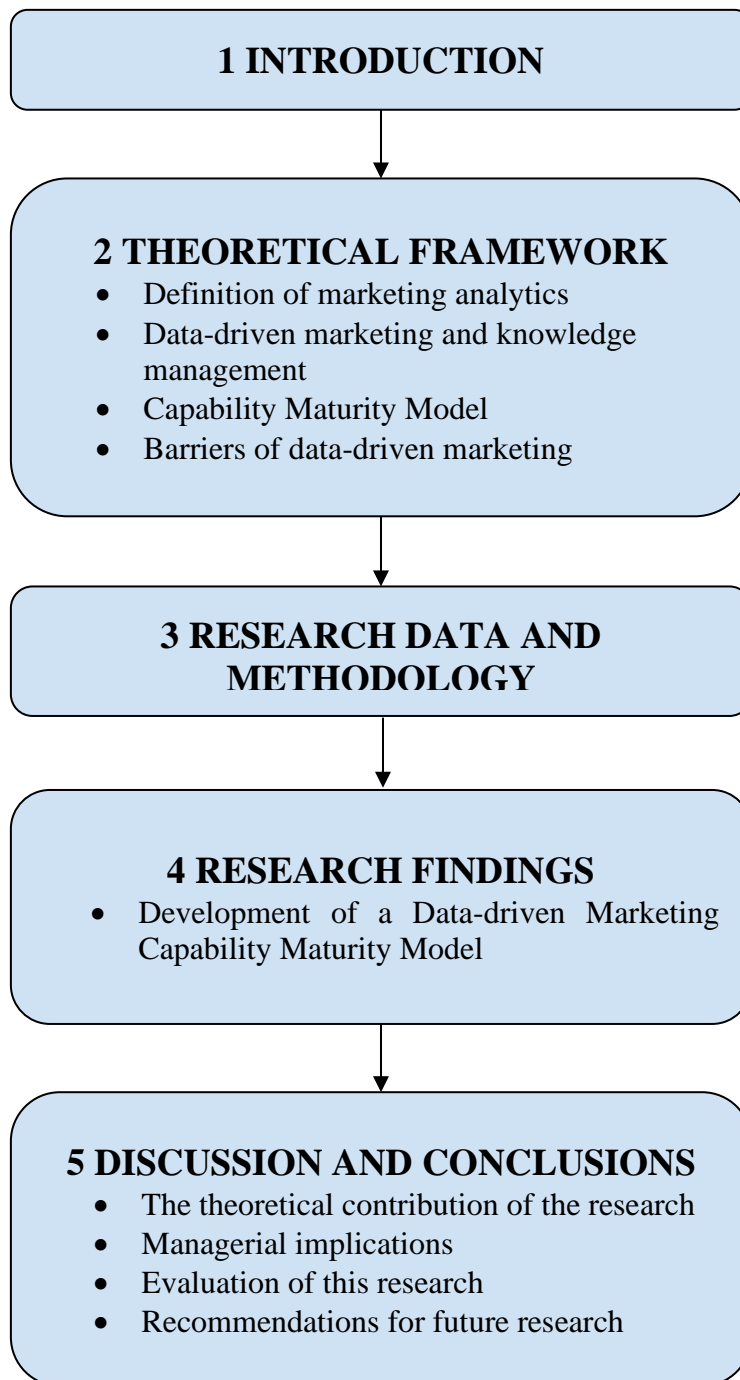 1 INTRODUCTION
2 THEORETICAL FRAMEWORK
• Definition of marketing analytics
• Data-driven marketing and knowledge
management
• Capability Maturity Model
• Barriers of data-driven marketing
3 RESEARCH DATA AND
METHODOLOGY
4 RESEARCH FINDINGS
• Development of a Data-driven Marketing
Capability Maturity Model
5 DISCUSSION AND CONCLUSIONS
• The theoretical contribution of the research
• Managerial implications
• Evaluation of this research
• Recommendations for future research